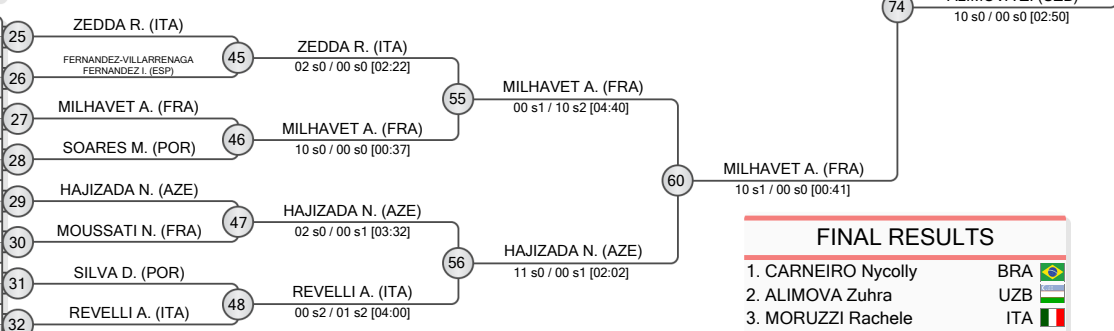 74
10 s0 / 00 s0 [02:50]
25
ZEDDA R. (ITA)
26
FERNANDEZ-VILLARRENAGA
FERNANDEZ I. (ESP)
45
ZEDDA R. (ITA)
02 s0 / 00 s0 [02:22]
27
MILHAVET A. (FRA)
28
SOARES M. (POR)
46
MILHAVET A. (FRA)
10 s0 / 00 s0 [00:37]
55
MILHAVET A. (FRA)
00 s1 / 10 s2 [04:40]
29
HAJIZADA N. (AZE)
30
MOUSSATI N. (FRA)
47
HAJIZADA N. (AZE)
02 s0 / 00 s1 [03:32]
31
SILVA D. (POR)
32
REVELLI A. (ITA)
48
REVELLI A. (ITA)
00 s2 / 01 s2 [04:00]
56
HAJIZADA N. (AZE)
11 s0 / 00 s1 [02:02]
60
MILHAVET A. (FRA)
10 s1 / 00 s0 [00:41]
FINAL RESULTS
1. CARNEIRO Nycolly BRA
2. ALIMOVA Zuhra UZB
3. MORUZZI Rachele ITA